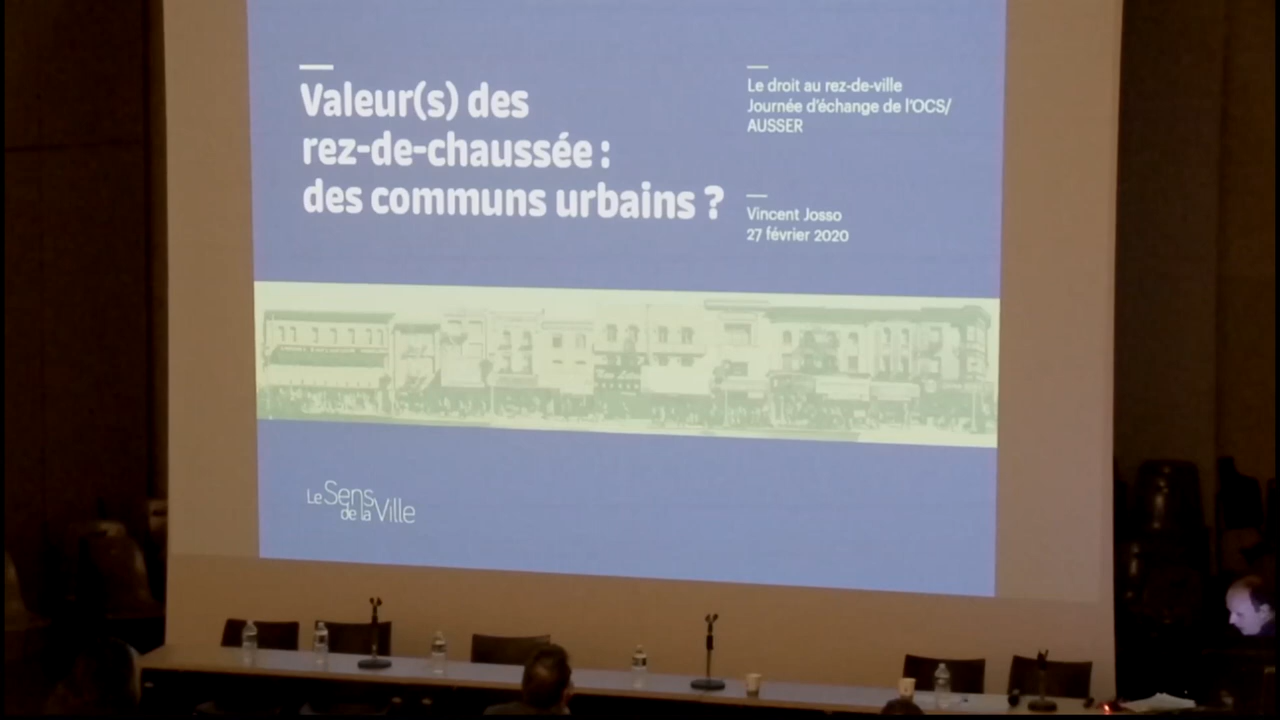 Valeur(s) des
rez-de-chaussée :
des communs urbains ?
Le droit au rez-de-ville
Journée d'échange de l'OCS/
AUSSER
Vincent Josso
27 février 2020
Le Sens
de la Ville